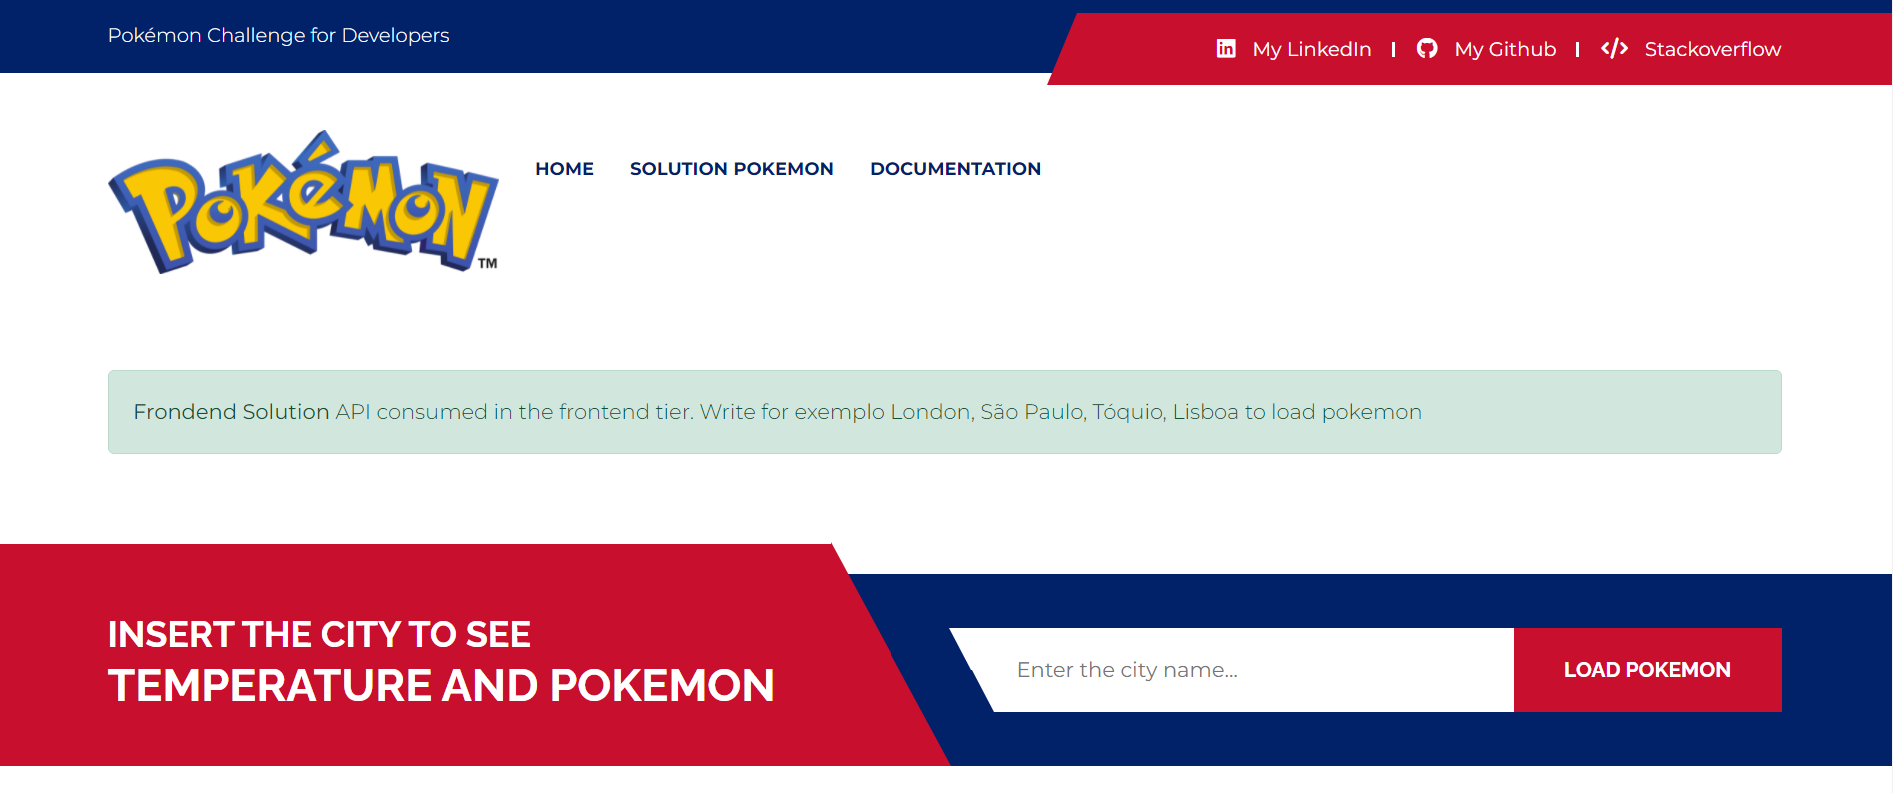 Pokémon Challenge for Developers
My LinkedIn
My Github
Stackoverflow
POKéMON TM
HOME
SOLUTION POKEMON
DOCUMENTATION
Frondend Solution API consumed in the frontend tier. Write for exemplo London, São Paulo, Tóquio, Lisboa to load pokemon
INSERT THE CITY TO SEE
TEMPERATURE AND POKEMON
Enter the city name...
LOAD POKEMON